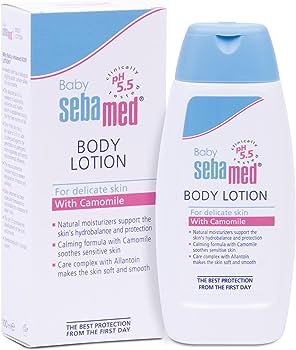 Baby
sebamed®
clinically tested
pH 5.5
BODY
LOTION
For delicate skin
With Camomile
• Natural moisturizers support the
skin's hydrobalance and protection
• Calming formula with Camomile
soothes sensitive skin
• Care complex with Allantoin
makes the skin soft and smooth
THE BEST PROTECTION
FROM THE FIRST DAY
Baby
sebamed®
clinically tested
pH 5.5
BODY LOTION
For delicate skin
With Camomile
• Natural moisturizers support the
skin's hydrobalance and protection
• Calming formula with Camomile
soothes sensitive skin
• Care complex with Allantoin
makes the skin soft and smooth
THE BEST PROTECTION
FROM THE FIRST DAY